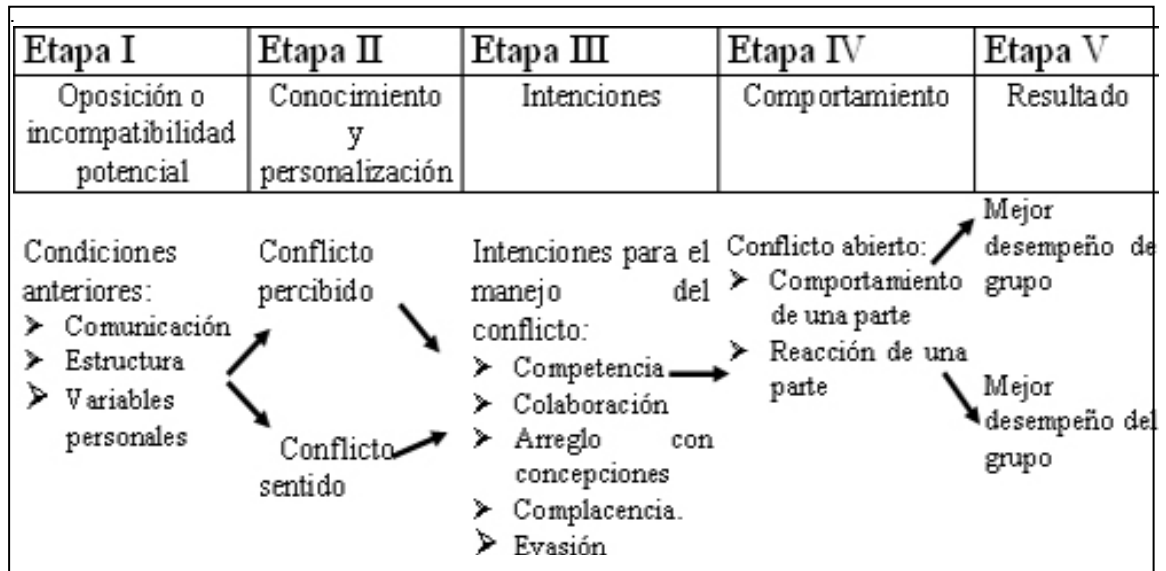 .
Etapa I
Oposición o
incompatibilidad
potencial
Etapa II
Conocimiento
y
personalización
Etapa III
Intenciones
Etapa IV
Comportamiento
Etapa V
Resultado
Condiciones
anteriores:
➤ Comunicación
➤ Estructura
➤ Variables
personales
Conflicto
percibido
Conflicto
sentido
Intenciones para el
manejo del
conflicto:
➤ Competencia
➤ Colaboración
➤ Arreglo con
concepciones
➤ Complacencia.
➤ Evasión
Conflicto abierto:
➤ Comportamiento
de una parte
➤ Reacción de una
parte
Mejor
desempeño de
grupo
Mejor
desempeño del
grupo